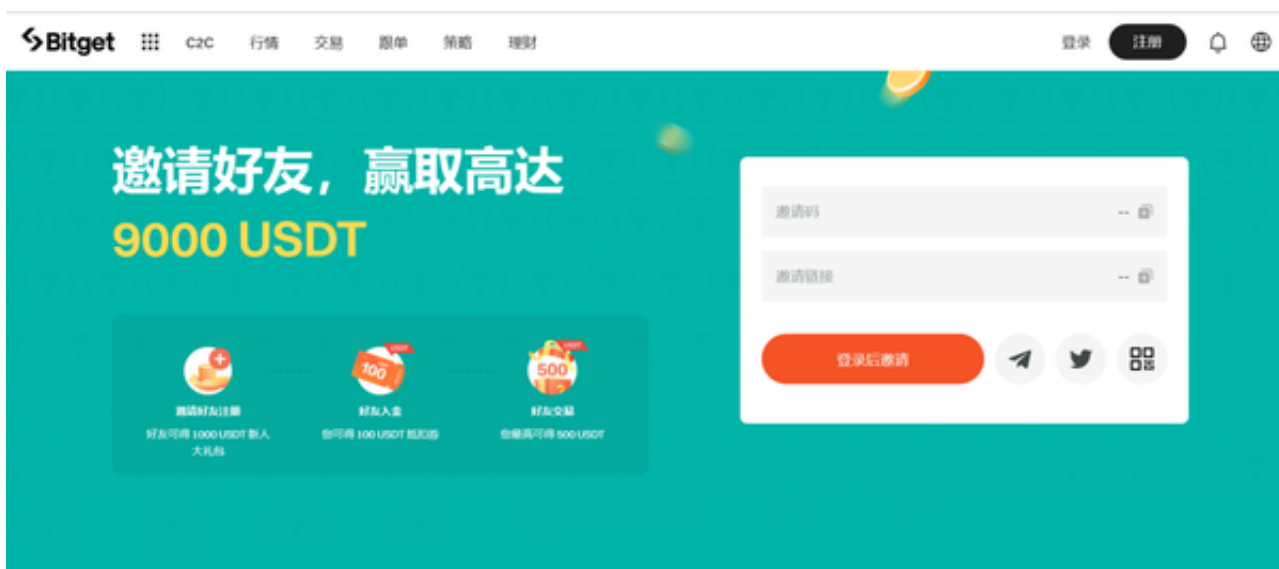 Bitget
C2C 行情 交易 跟单 策略 理财
登录 注册
邀请好友，赢取高达
9000 USDT
邀请码 --
邀请链接 --
登录后邀请
USDT
100
USDT
500
邀请好友注册
好友可得 1000 USDT 新人
大礼包
好友入金
您可得 100 USDT 抵扣券
好友交易
您最高可得 500 USDT